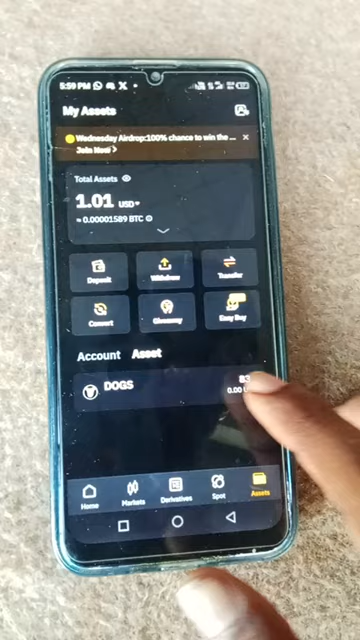 5:59 PM
My Assets
Wednesday Airdrop:100% chance to win the ...
Join Now >
Total Assets
1.01 USD
≈ 0.00001589 BTC
Deposit
Withdraw
Transfer
Convert
Giveaway
Easy Buy
Account Asset
DOGS
0.00
Home
Markets
Derivatives
Spot
Assets